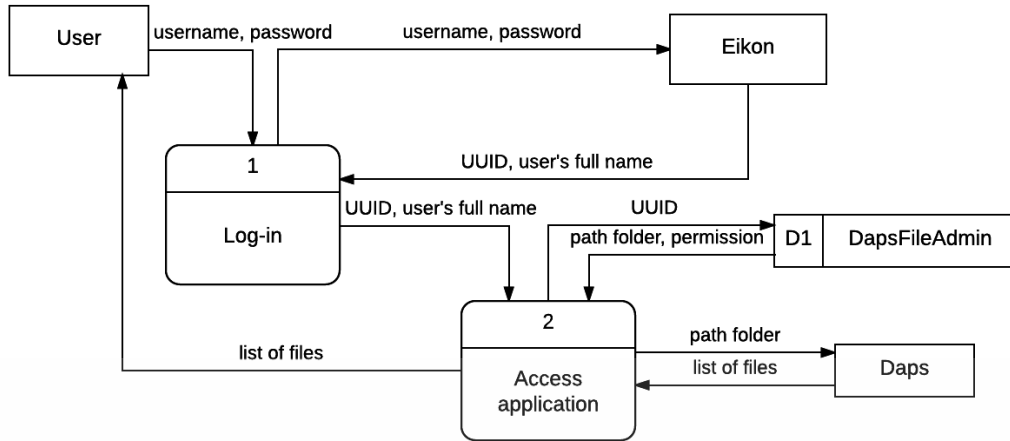 User
username, password
username, password
Eikon
1
Log-in
UUID, user's full name
UUID, user's full name
UUID
path folder, permission
D1
DapsFileAdmin
2
Access
application
path folder
list of files
Daps
list of files